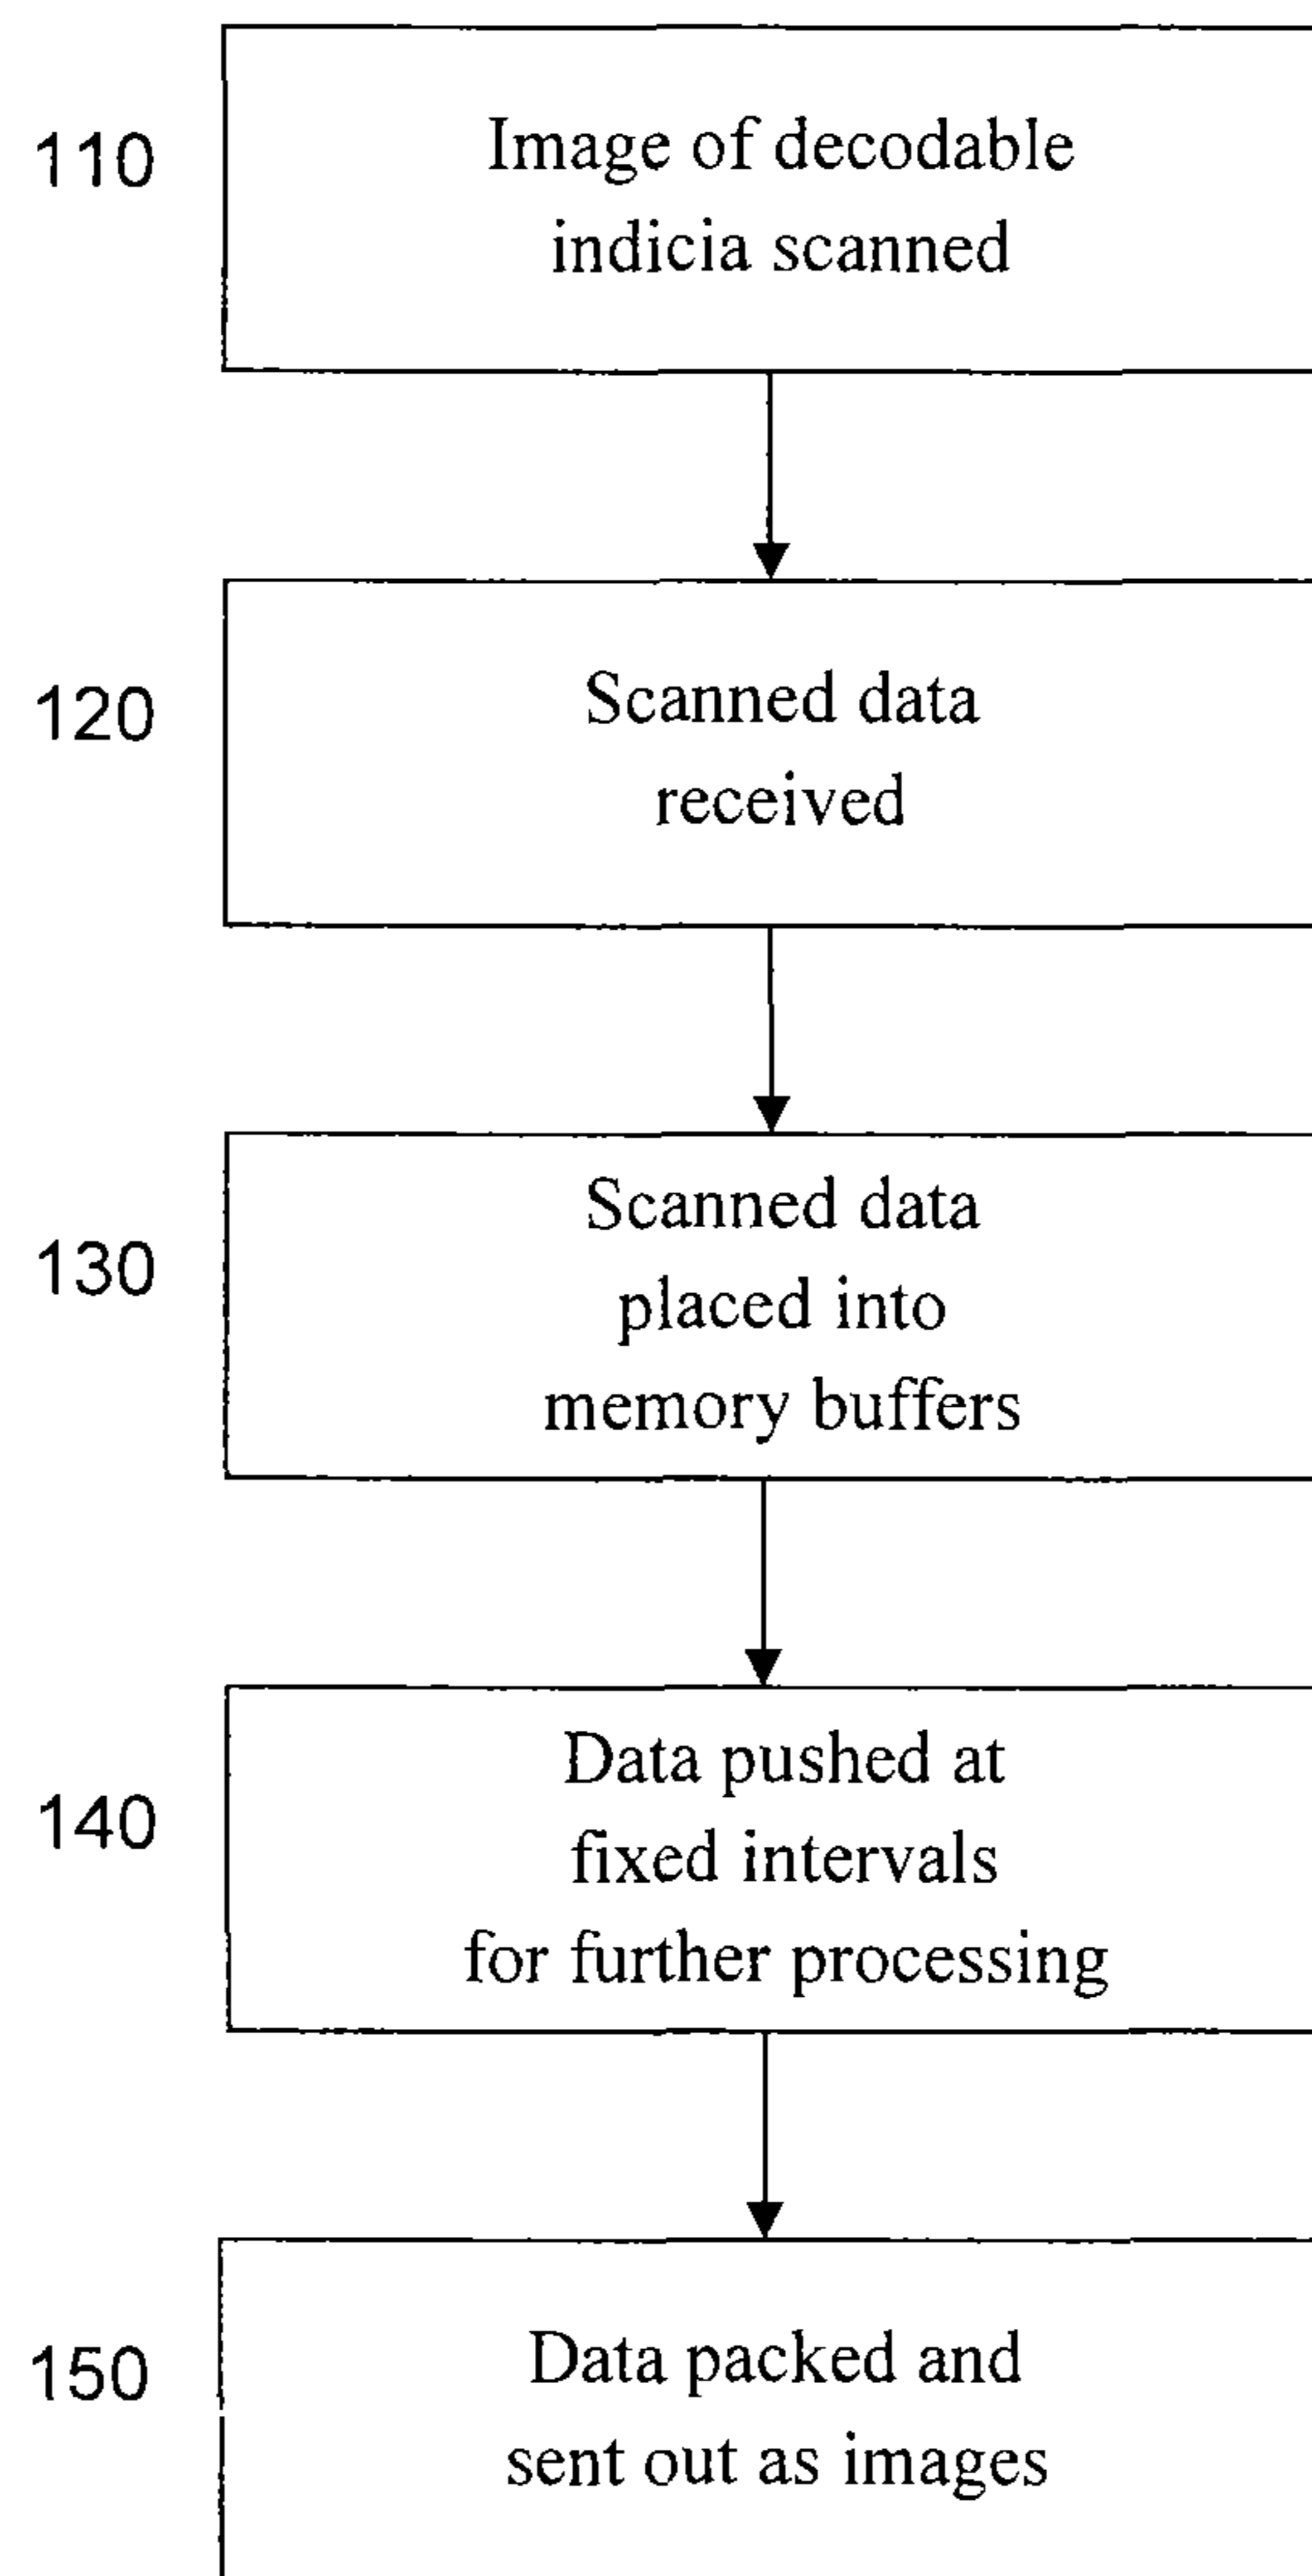 110
Image of decodable
indicia scanned
120
Scanned data
received
130
Scanned data
placed into
memory buffers
140
Data pushed at
fixed intervals
for further processing
150
Data packed and
sent out as images